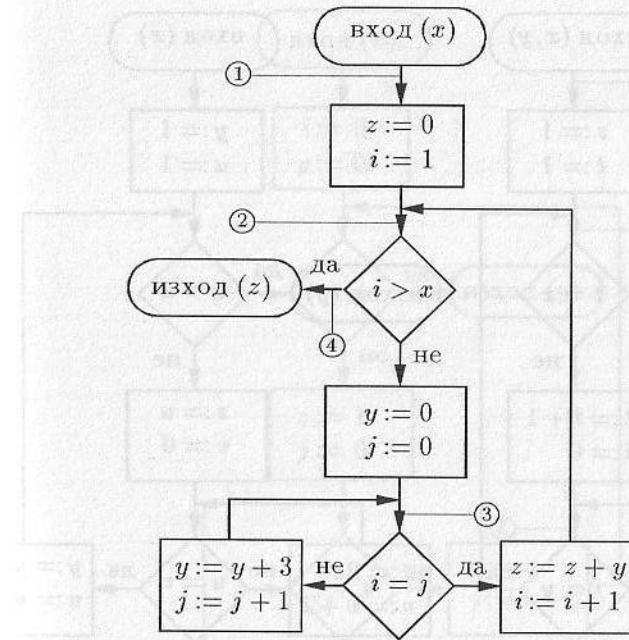 вход (x)
1
z := 0
i := 1
2
да
изход (z)
i > x
4
не
y := 0
j := 0
3
y := y + 3
j := j + 1
не
i = j
да
z := z + y
i := i + 1